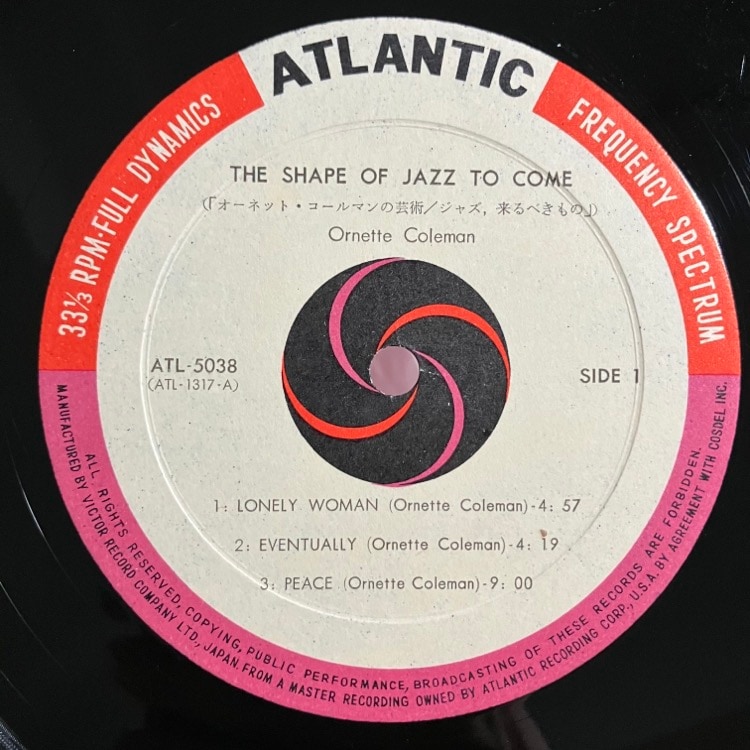 ATLANTIC
33⅓ RPM·FULL DYNAMICS
FREQUENCY SPECTRUM
THE SHAPE OF JAZZ TO COME
(「オーネット・コールマンの芸術/ジャズ，来るべきもの」)
Ornette Coleman
ATL-5038
(ATL-1317-A)
SIDE 1
1: LONELY WOMAN (Ornette Coleman)-4: 57
2: EVENTUALLY (Ornette Coleman)-4: 19
3: PEACE (Ornette Coleman)-9: 00
ALL RIGHTS RESERVED, COPYING, PUBLIC PERFORMANCE, BROADCASTING OF THESE RECORDS ARE FORBIDDEN.
MANUFACTURED BY VICTOR RECORD COMPANY LTD, JAPAN FROM A MASTER RECORDING OWNED BY ATLANTIC RECORDING CORP., U.S.A. BY AGREEMENT WITH COSDEL INC.